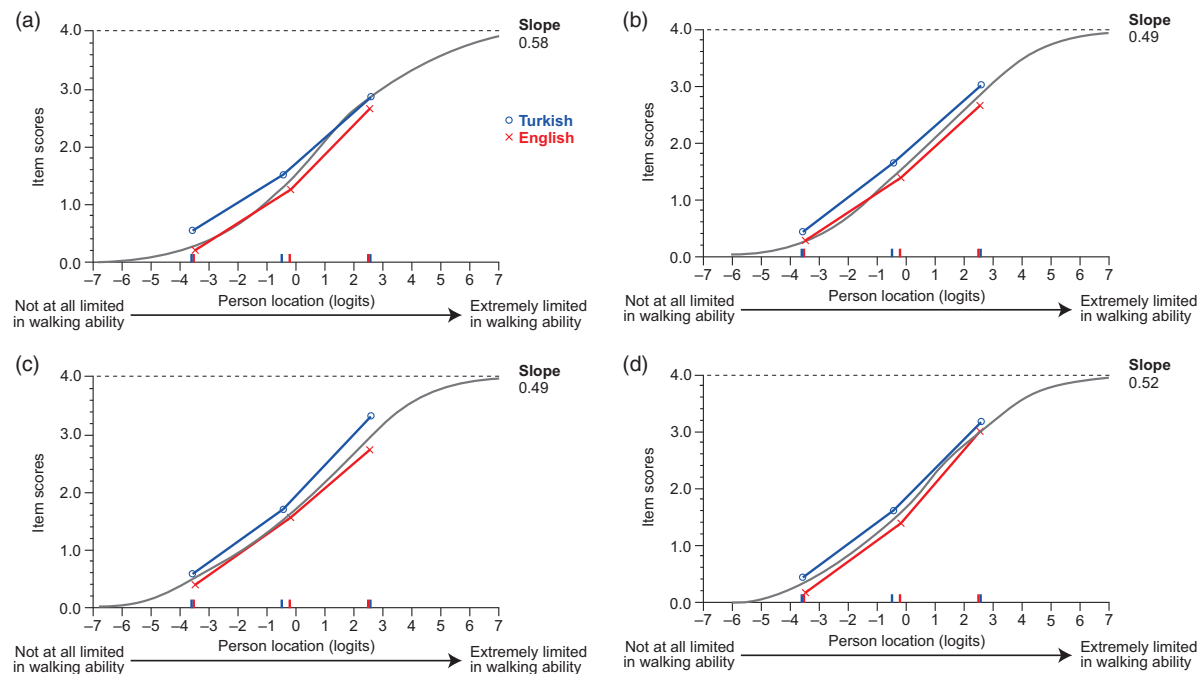 (a)
Slope
0.58
4.0
3.0
2.0
1.0
0.0
Item scores
Turkish
English
–7 –6 –5 –4 –3 –2 –1 0 1 2 3 4 5 6 7
Person location (logits)
Not at all limited
in walking ability
Extremely limited
in walking ability
(b)
Slope
0.49
4.0
3.0
2.0
1.0
0.0
Item scores
–7 –6 –5 –4 –3 –2 –1 0 1 2 3 4 5 6 7
Person location (logits)
Not at all limited
in walking ability
Extremely limited
in walking ability
(c)
Slope
0.49
4.0
3.0
2.0
1.0
0.0
Item scores
–7 –6 –5 –4 –3 –2 –1 0 1 2 3 4 5 6 7
Person location (logits)
Not at all limited
in walking ability
Extremely limited
in walking ability
(d)
Slope
0.52
4.0
3.0
2.0
1.0
0.0
Item scores
–7 –6 –5 –4 –3 –2 –1 0 1 2 3 4 5 6 7
Person location (logits)
Not at all limited
in walking ability
Extremely limited
in walking ability